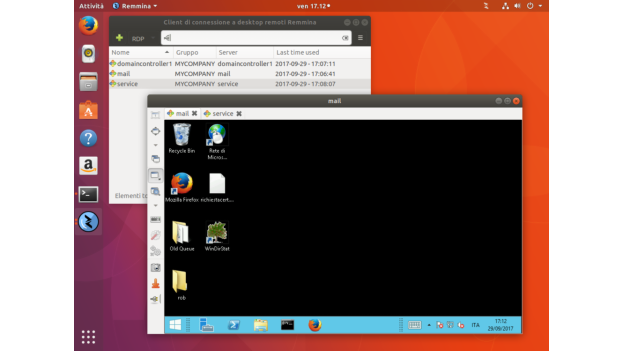 Attività Remmina ven 17.12
Client di connessione a desktop remoti Remmina
RDP
Nome Gruppo Server Last time used
domaincontroller1 MYCOMPANY domaincontroller1 2017-09-29 - 17:07:11
mail MYCOMPANY mail 2017-09-29 - 17:06:41
service MYCOMPANY service 2017-09-29 - 17:08:07
mail
mail service
Recycle Bin Rete di Micros...
Mozilla Firefox richiestacert...
Old Queue WinDirStat
rob
Elementi
ITA 17:12
29/09/2017